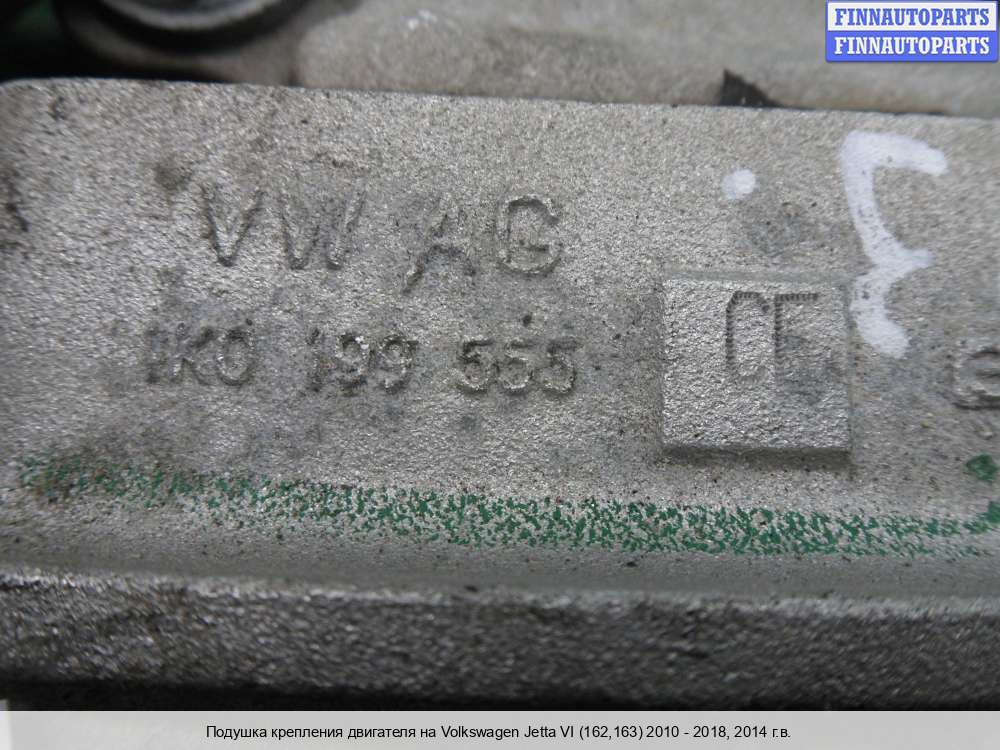 FINNAUTOPARTS
FINNAUTOPARTS
VW AG
1K0 199 555
CE
Подушка крепления двигателя на Volkswagen Jetta VI (162,163) 2010 - 2018, 2014 г.в.